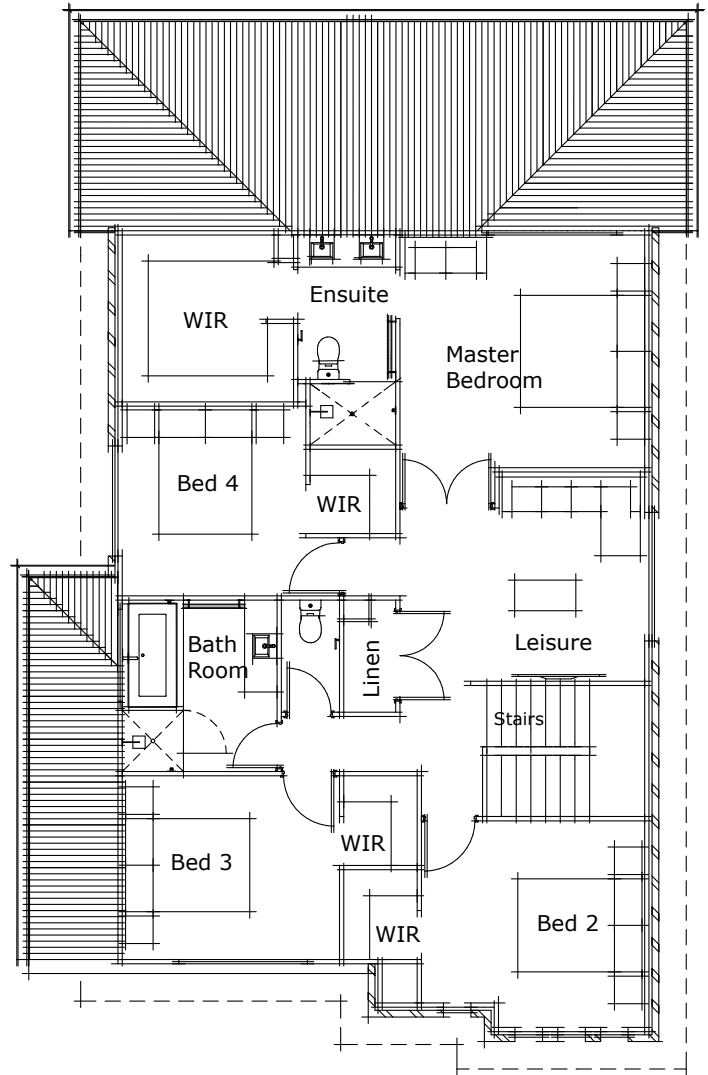 Ensuite
WIR
Master
Bedroom
Bed 4
WIR
Bath
Room
Linen
Leisure
Stairs
WIR
Bed 3
Bed 2
WIR